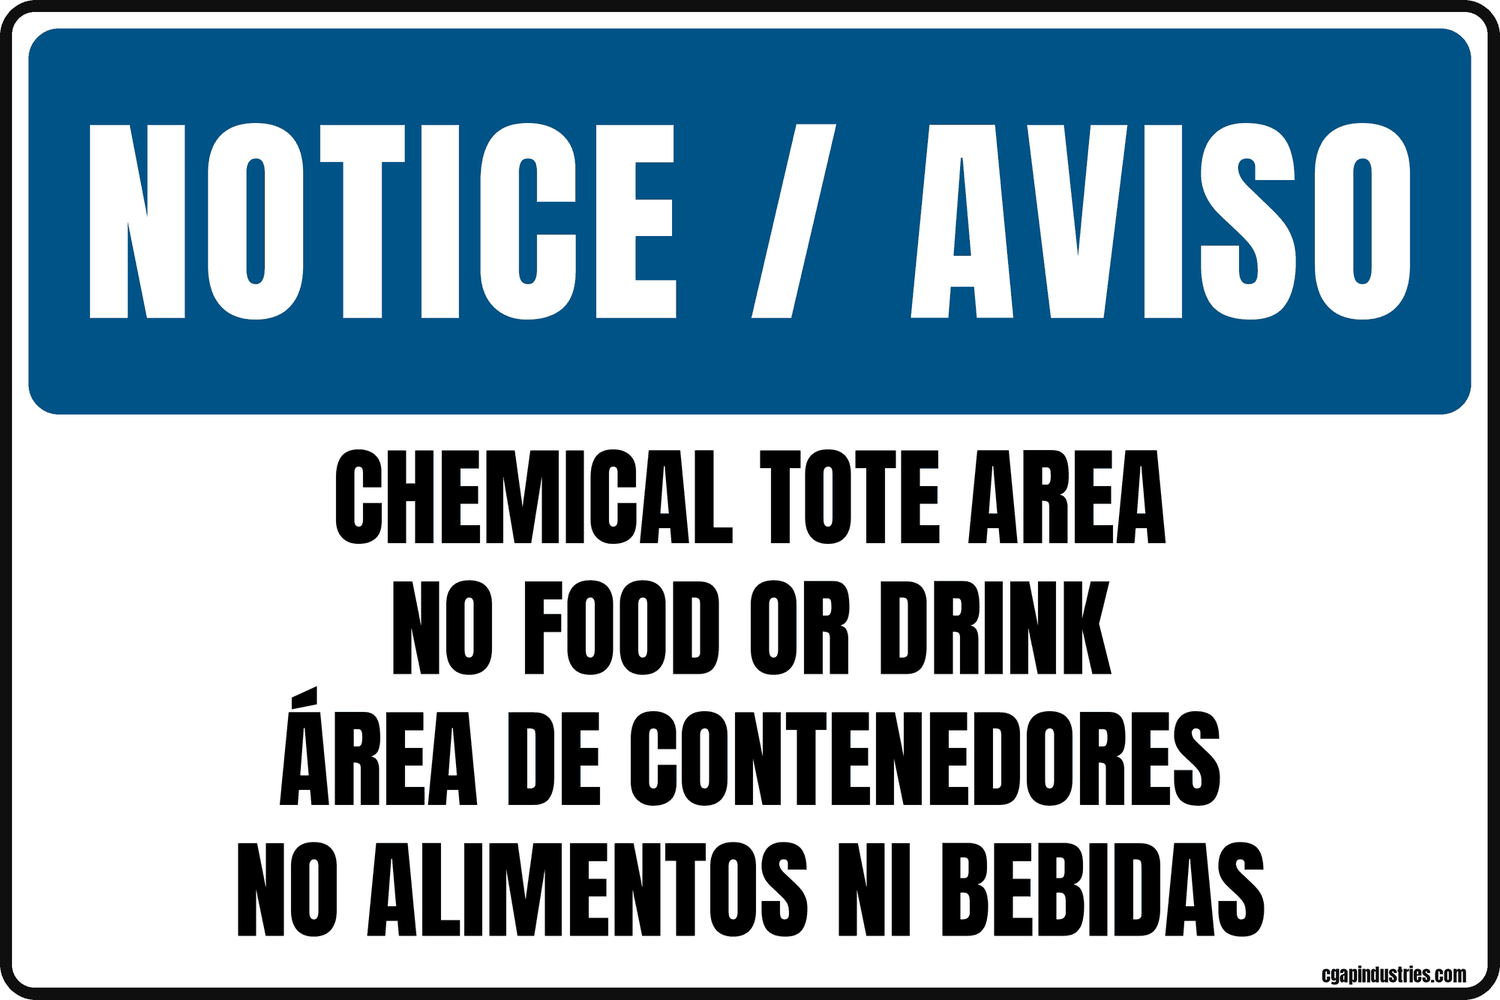 NOTICE / AVISO
CHEMICAL TOTE AREA
NO FOOD OR DRINK
ÁREA DE CONTENEDORES
NO ALIMENTOS NI BEBIDAS
cgapindustries.com